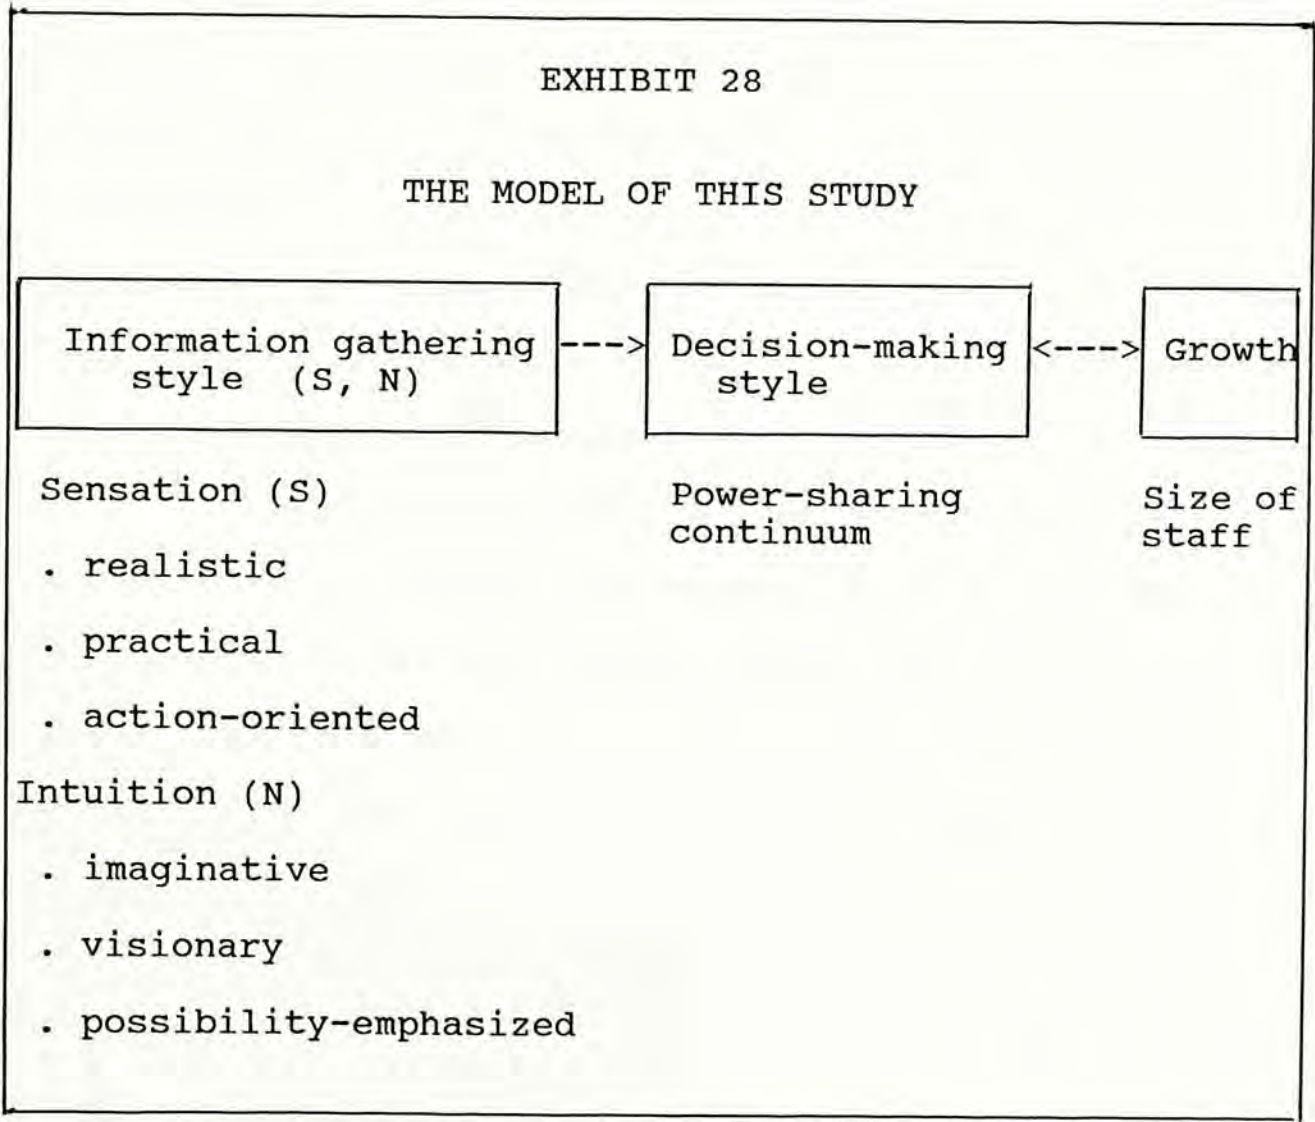 EXHIBIT 28
THE MODEL OF THIS STUDY
Information gathering
style (S, N)
--->
Decision-making
style
<--->
Growth
Sensation (S)
. realistic
. practical
. action-oriented
Intuition (N)
. imaginative
. visionary
. possibility-emphasized
Power-sharing
continuum
Size of
staff